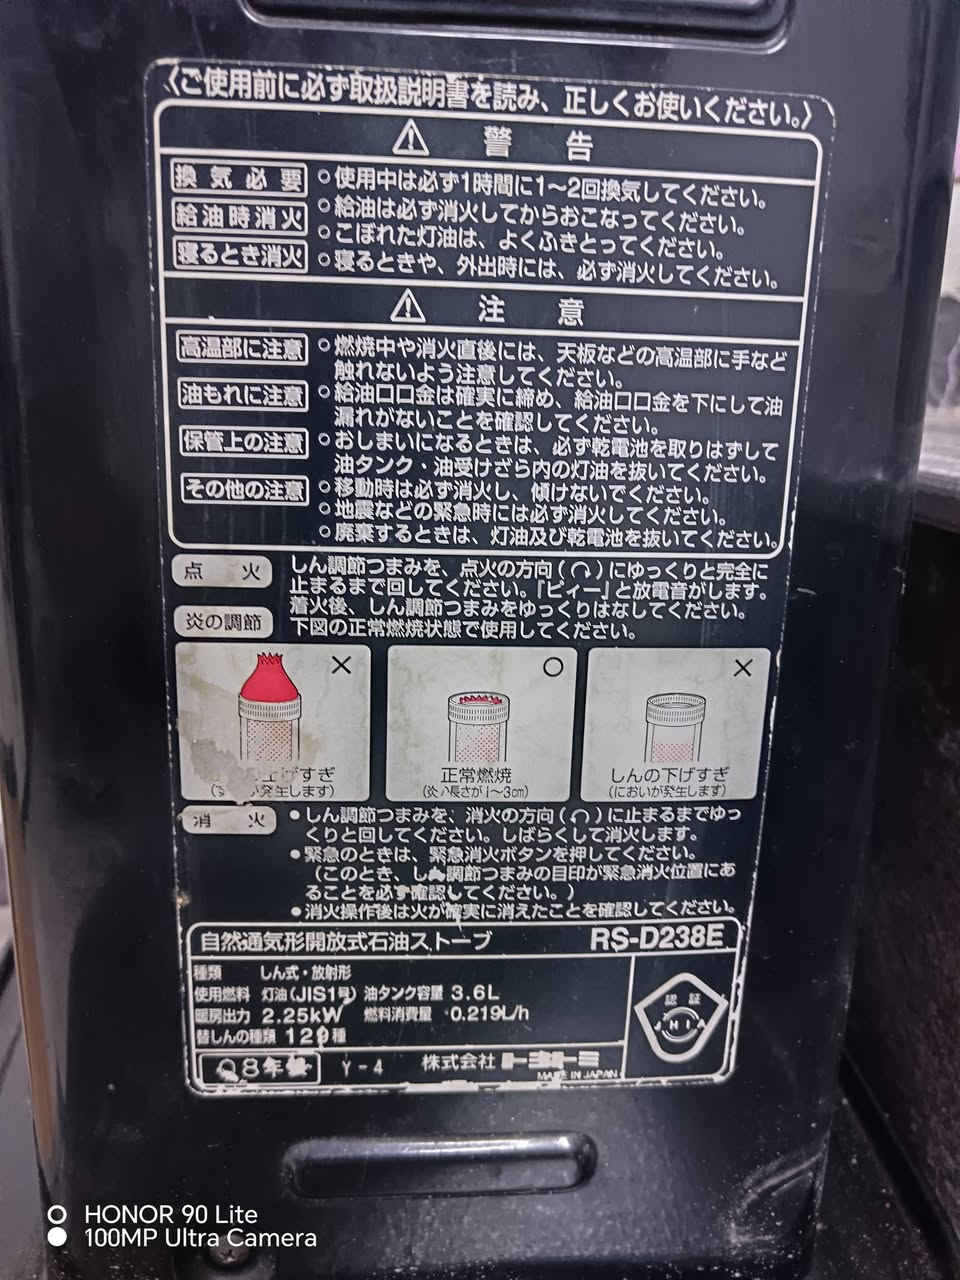 〈ご使用前に必ず取扱説明書を読み、正しくお使いください。〉
⚠ 警告
換気必要
○使用中は必ず1時間に1〜2回換気してください。
給油時消火
○給油は必ず消火してからおこなってください。
○こぼれた灯油は、よくふきとってください。
寝るとき消火
○寝るときや、外出時には、必ず消火してください。
⚠ 注意
高温部に注意
○燃焼中や消火直後には、天板などの高温部に手など
触れないよう注意してください。
油もれに注意
○給油口口金は確実に締め、給油口口金を下にして油
漏れがないことを確認してください。
保管上の注意
○おしまいになるときは、必ず乾電池を取りはずして
油タンク・油受けざら内の灯油を抜いてください。
その他の注意
○移動時は必ず消火し、傾けないでください。
○地震などの緊急時には必ず消火してください。
○廃棄するときは、灯油及び乾電池を抜いてください。
点火
しん調節つまみを、点火の方向()にゆっくりと完全に
止まるまで回してください。『ピィー』と放電音がします。
着火後、しん調節つまみをゆっくりはなしてください。
炎の調節
下図の正常燃焼状態で使用してください。
×
○
×
上げすぎ
発生します)
正常燃焼
(炎の長さが1〜3cm)
しんの下げすぎ
(においが発生します)
消火
●しん調節つまみを、消火の方向()に止まるまでゆっ
くりと回してください。しばらくして消火します。
●緊急のときは、緊急消火ボタンを押してください。
(このとき、しん調節つまみの目印が緊急消火位置にあ
ることを必ず確認してください。)
●消火操作後は火が確実に消えたことを確認してください。
自然通気形開放式石油ストーブ RS-D238E
種類 しん式・放射形
使用燃料 灯油(JIS1号) 油タンク容量 3.6L
暖房出力 2.25kW 燃料消費量 0.219L/h
替しんの種類 129種
認証
JHIA
08年製 Y-4 株式会社 トヨトミ
MADE IN JAPAN
HONOR 90 Lite
100MP Ultra Camera